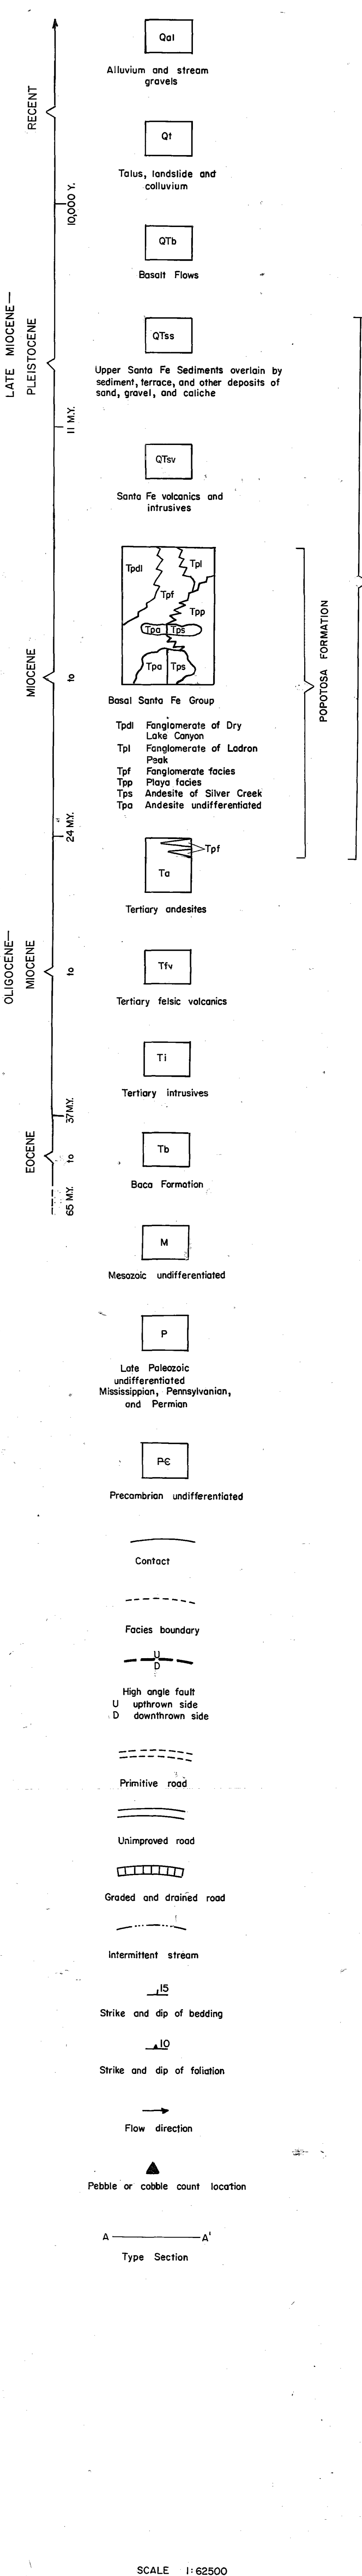 Qal
Alluvium and stream
gravels
RECENT
Qt
Talus, landslide and
colluvium
10,000 Y.
QTb
Basalt Flows
LATE MIOCENE—
PLEISTOCENE
QTss
Upper Santa Fe Sediments overlain by
sediment, terrace, and other deposits of
sand, gravel, and caliche
11 M.Y.
QTsv
Santa Fe volcanics and
intrusives
Tpdl
Tpl
Tpf
Tpp
Tpa Tps
Tpa Tps
MIOCENE
to
POPOTOSA FORMATION
Basal Santa Fe Group
Tpdl Fanglomerate of Dry
Lake Canyon
Tpl Fanglomerate of Ladron
Peak
Tpf Fanglomerate facies
Tpp Playa facies
Tps Andesite of Silver Creek
Tpa Andesite undifferentiated
24 M.Y.
Tpf
Ta
Tertiary andesites
OLIGOCENE—
MIOCENE
to
Tfv
Tertiary felsic volcanics
Ti
Tertiary intrusives
37 M.Y.
EOCENE
to
Tb
Baca Formation
65 M.Y.
M
Mesozoic undifferentiated
P
Late Paleozoic
undifferentiated
Mississippian, Pennsylvanian,
and Permian
P€
Precambrian undifferentiated
Contact
Facies boundary
U
D
High angle fault
U upthrown side
D downthrown side
Primitive road
Unimproved road
Graded and drained road
Intermittent stream
15
Strike and dip of bedding
10
Strike and dip of foliation
Flow direction
Pebble or cobble count location
A A'
Type Section
SCALE 1:62500